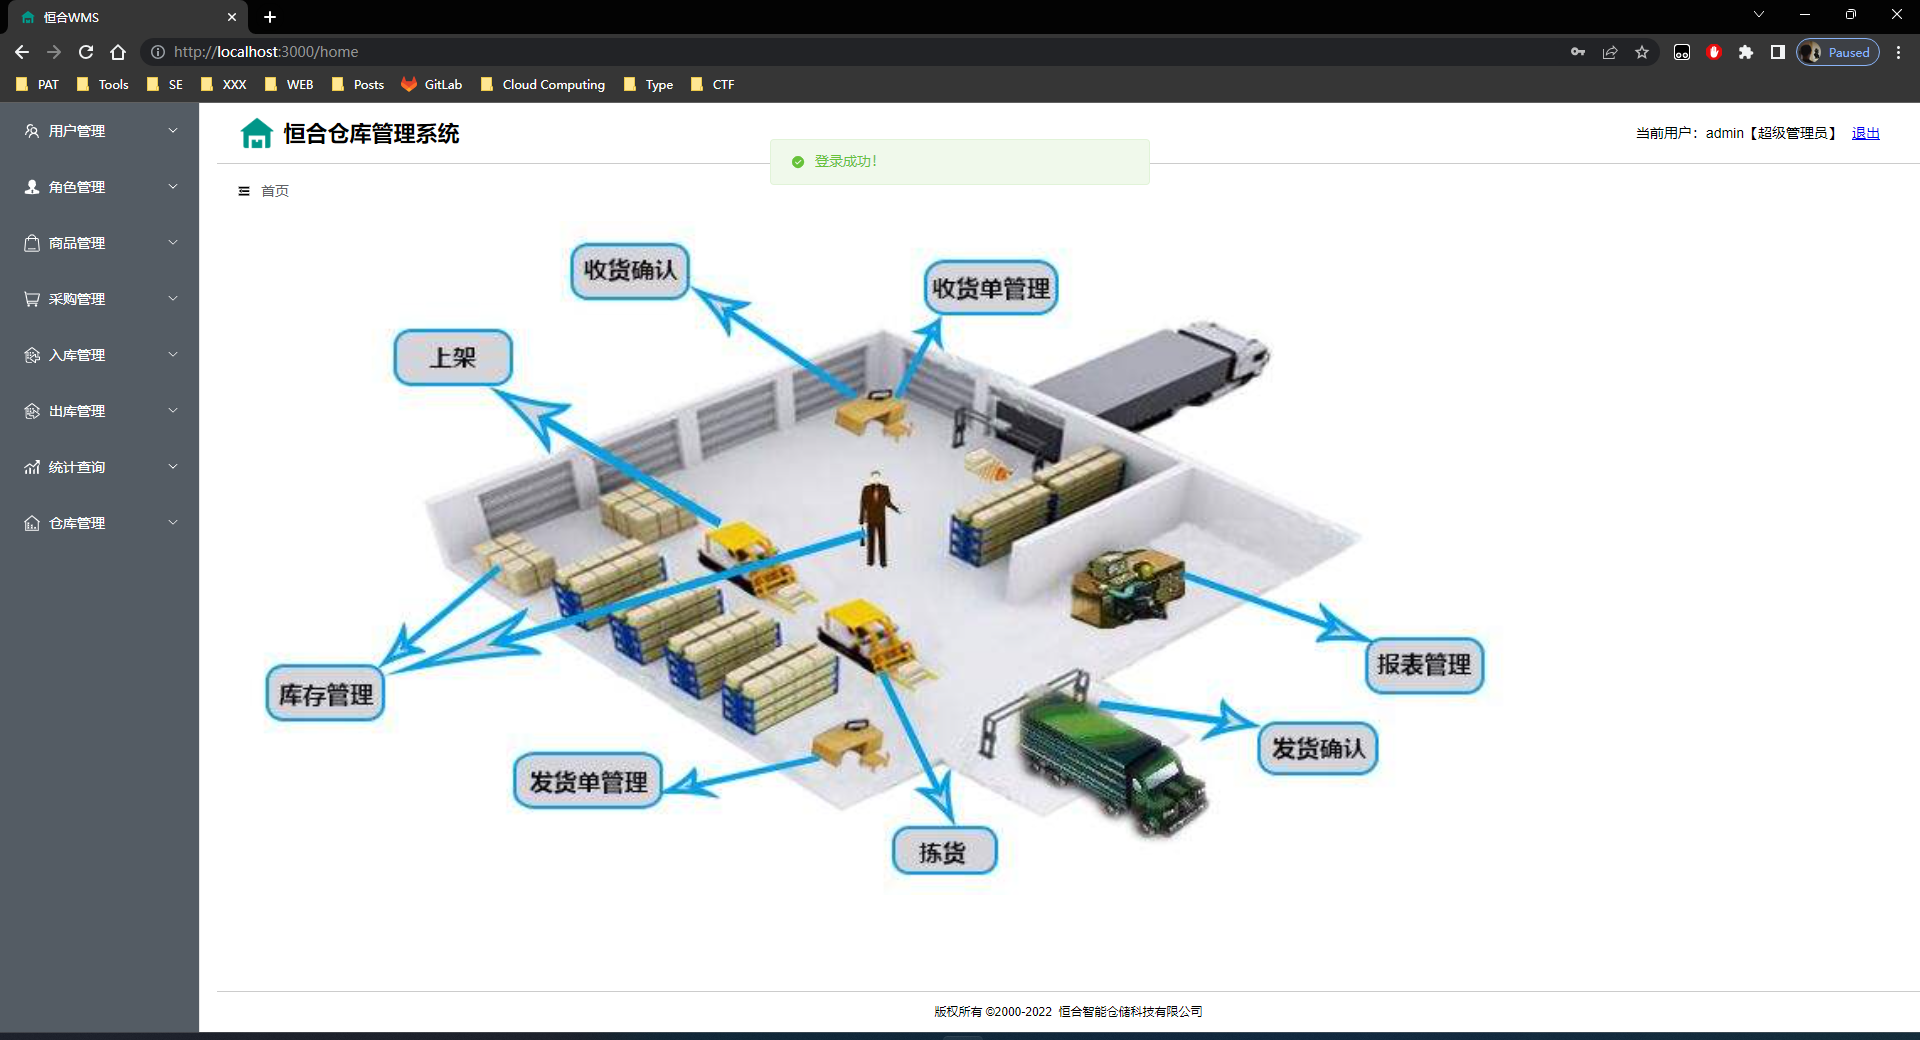 恒合WMS
http://localhost:3000/home
Paused
PAT
Tools
SE
XXX
WEB
Posts
GitLab
Cloud Computing
Type
CTF
用户管理
角色管理
商品管理
采购管理
入库管理
出库管理
统计查询
仓库管理
恒合仓库管理系统
当前用户：admin【超级管理员】 退出
登录成功！
首页
收货确认
收货单管理
上架
库存管理
报表管理
发货确认
发货单管理
拣货
版权所有 ©2000-2022 恒合智能仓储科技有限公司